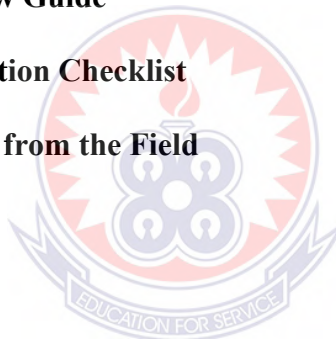 w Guide
tion Checklist
from the Field
EDUCATION FOR SERVICE